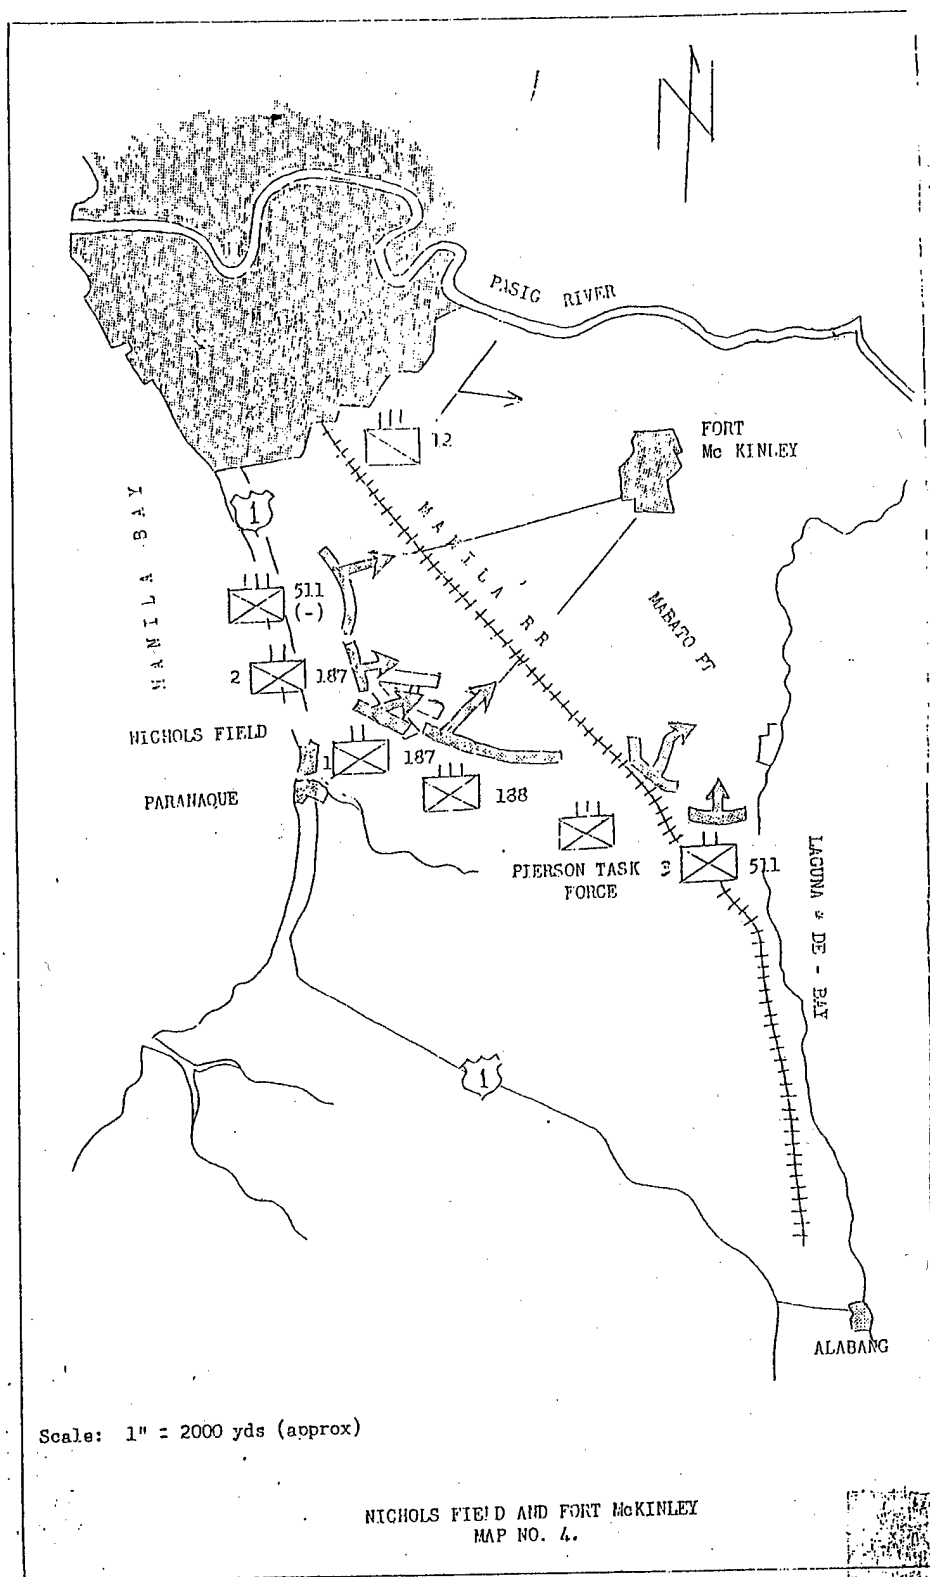 N
PASIG RIVER
12
FORT
Mc KINLEY
1
MANILA BAY
MANILA RR
511
(-)
MABATO PT
2
187
NICHOLS FIELD
1
187
PARANAQUE
188
PIERSON TASK
FORCE
3
511
LAGUNA * DE - BAY
1
ALABANG
Scale: 1" = 2000 yds (approx)
NICHOLS FIELD AND FORT McKINLEY
MAP NO. 4.